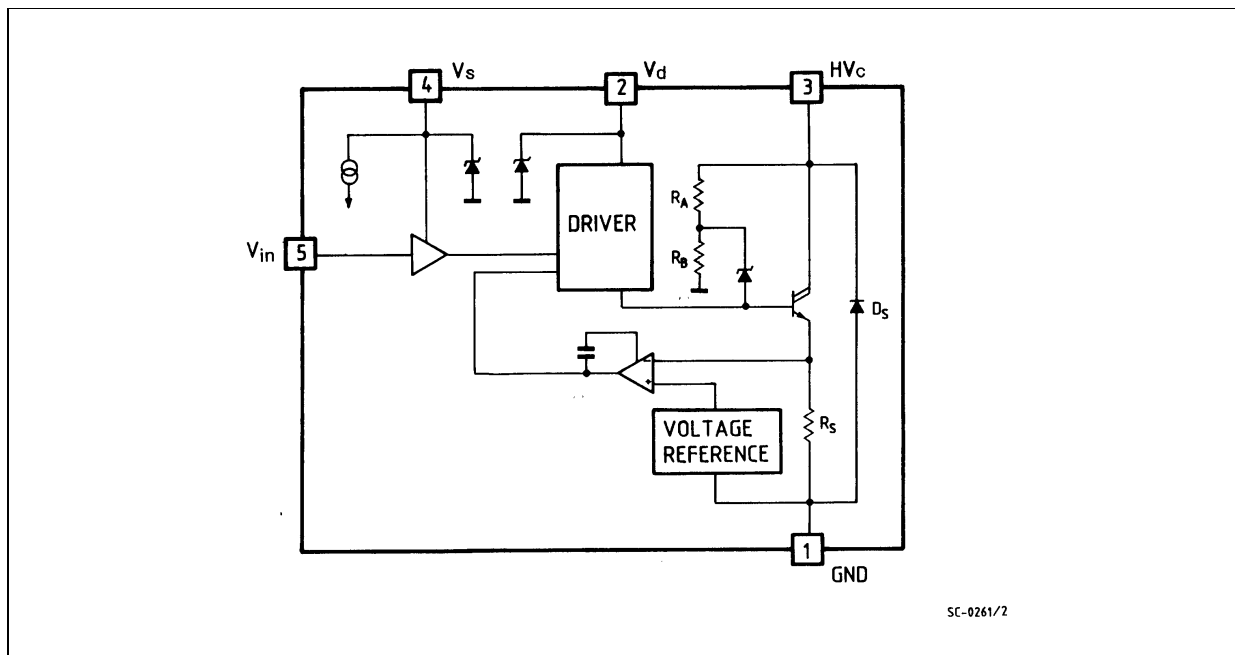 Vs
Vd
HVc
4
2
3
RA
DRIVER
Vin
5
RB
DS
-
+
VOLTAGE
REFERENCE
RS
1
GND
SC-0261/2